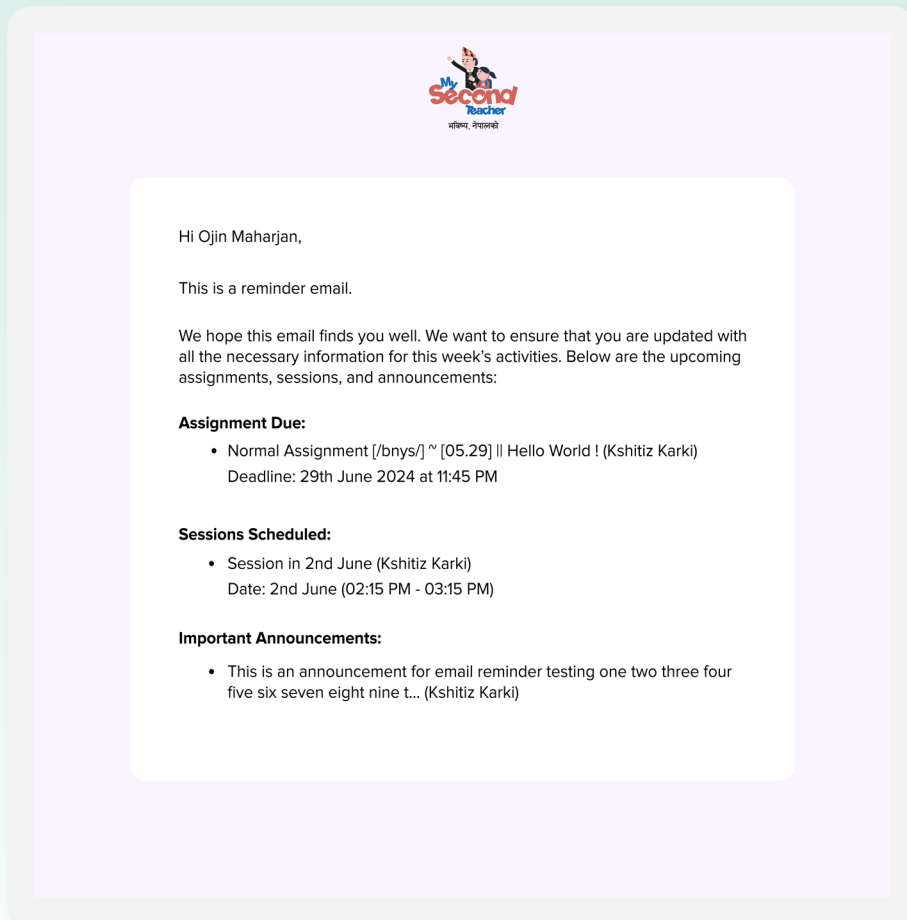 My
Second
Teacher
भविष्य, नेपालको
Hi Ojin Maharjan,
This is a reminder email.
We hope this email finds you well. We want to ensure that you are updated with
all the necessary information for this week’s activities. Below are the upcoming
assignments, sessions, and announcements:
Assignment Due:
• Normal Assignment [/bnys/] ~ [05.29] || Hello World ! (Kshitiz Karki)
Deadline: 29th June 2024 at 11:45 PM
Sessions Scheduled:
• Session in 2nd June (Kshitiz Karki)
Date: 2nd June (02:15 PM - 03:15 PM)
Important Announcements:
• This is an announcement for email reminder testing one two three four
five six seven eight nine t... (Kshitiz Karki)